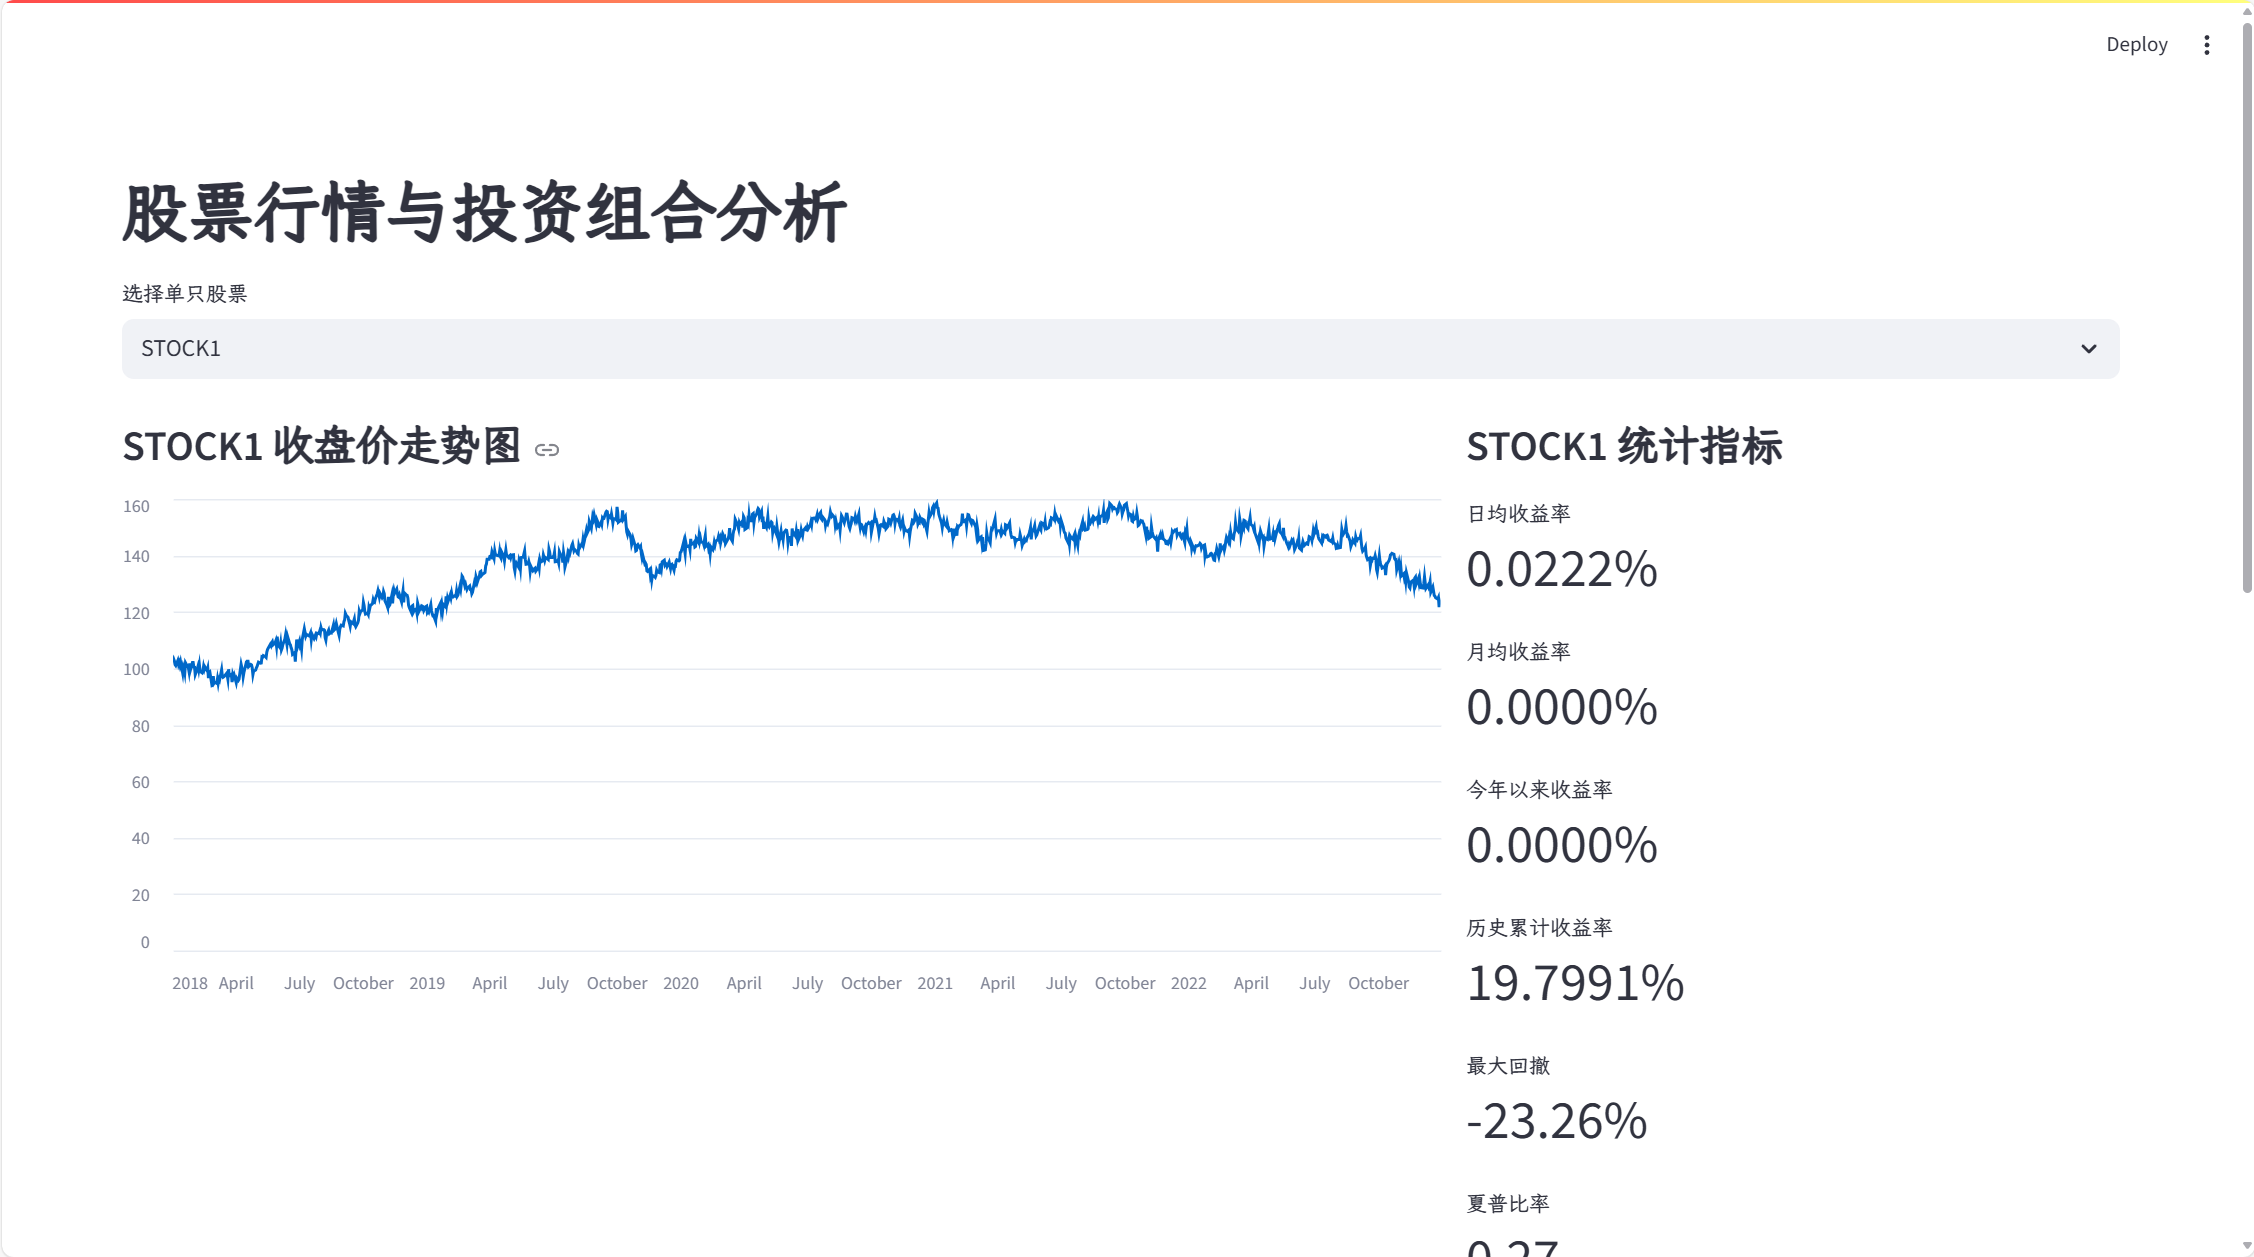 Deploy
股票行情与投资组合分析
选择单只股票
STOCK1
STOCK1 收盘价走势图
160
140
120
100
80
60
40
20
0
2018 April July October 2019 April July October 2020 April July October 2021 April July October 2022 April July October
STOCK1 统计指标
日均收益率
0.0222%
月均收益率
0.0000%
今年以来收益率
0.0000%
历史累计收益率
19.7991%
最大回撤
-23.26%
夏普比率
0.27